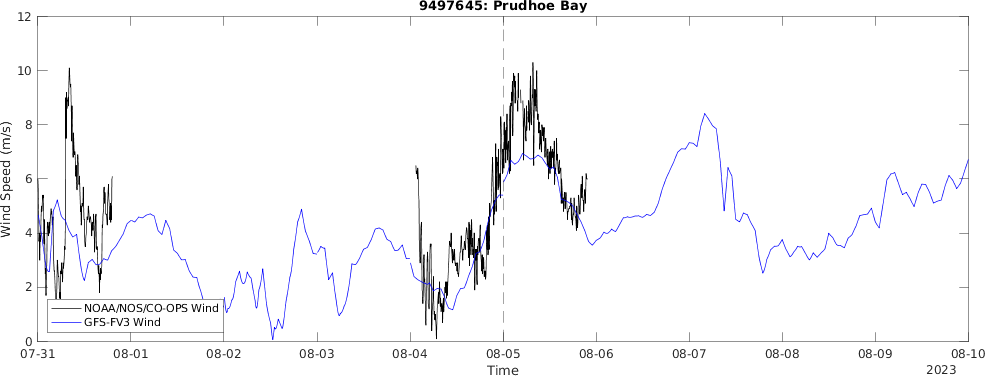 9497645: Prudhoe Bay
Wind Speed (m/s)
12
10
8
6
4
2
0
NOAA/NOS/CO-OPS Wind
GFS-FV3 Wind
07-31 08-01 08-02 08-03 08-04 08-05 08-06 08-07 08-08 08-09 08-10
Time
2023